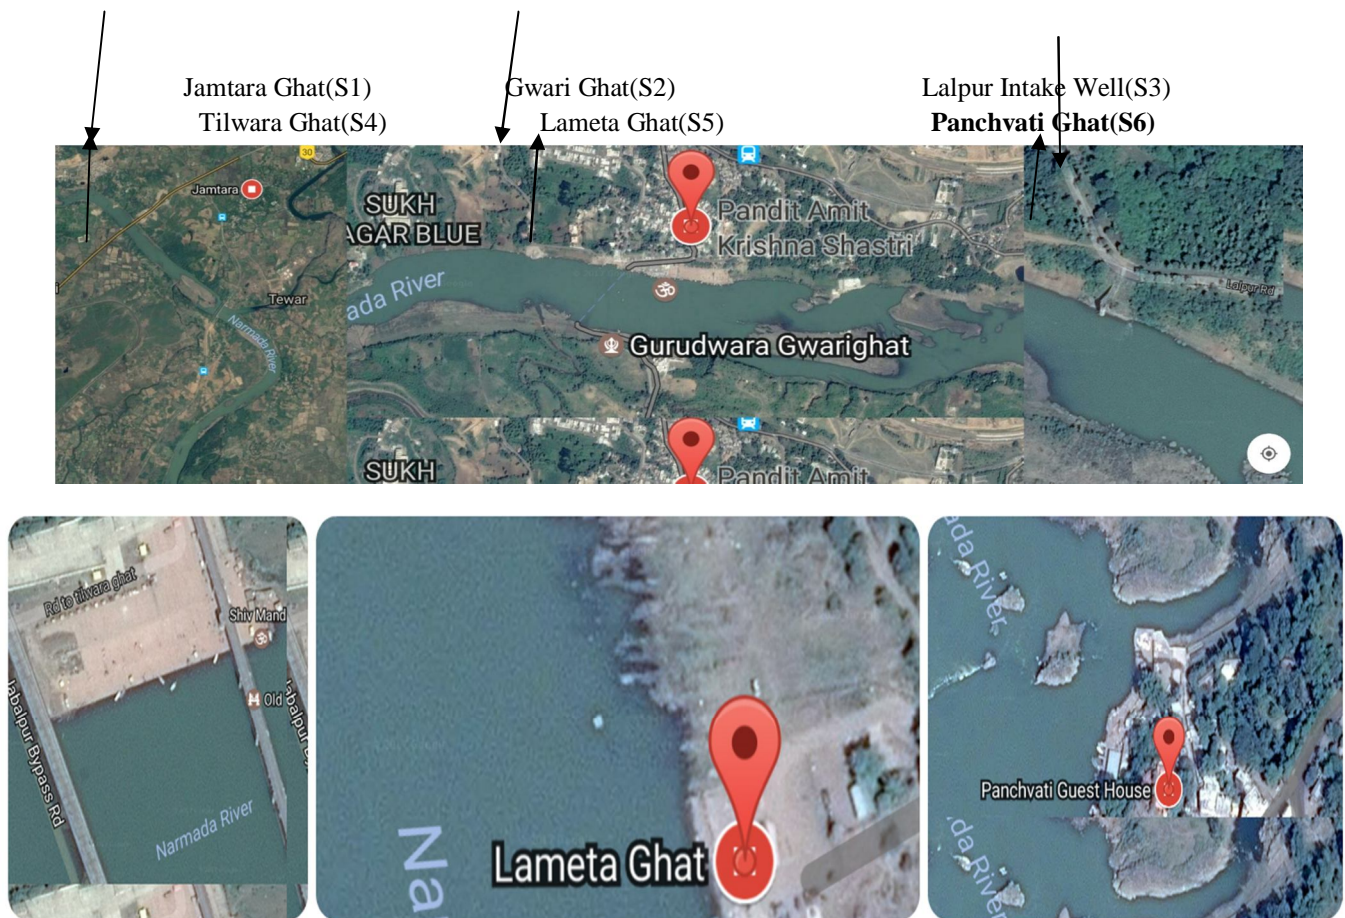 Jamtara Ghat(S1) Gwari Ghat(S2) Lalpur Intake Well(S3)
Tilwara Ghat(S4) Lameta Ghat(S5) Panchvati Ghat(S6)
30
Jamtara
Tewar
Narmada River
SUKH
AGAR BLUE
ada River
Pandit Amit
Krishna Shastri
Gurudwara Gwarighat
SUKH
Pandit Amit
Lalpur Rd
Rd to tilvara ghat
Shiv Mand
Old
Jabalpur Bypass Rd
Jabalpur B
Narmada River
Na
Lameta Ghat
ada River
Panchvati Guest House
da River